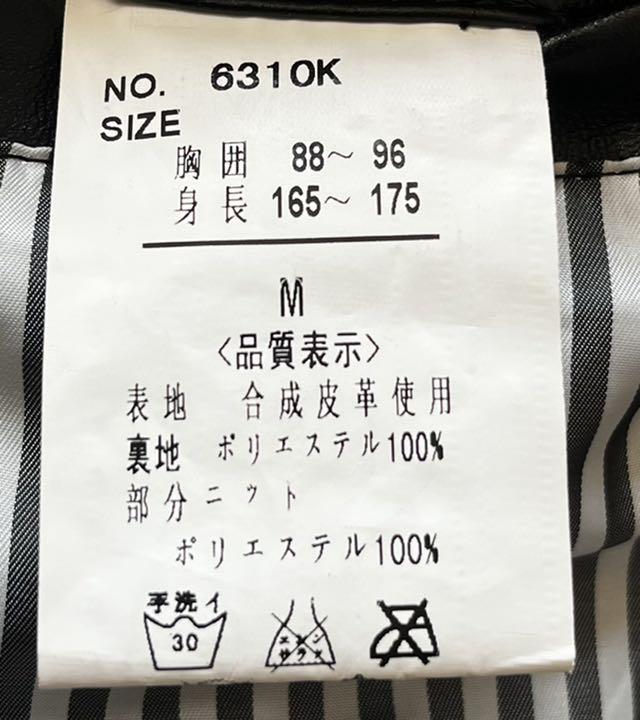 NO. 6310K
SIZE
胸囲 88～96
身長 165～175
M
〈品質表示〉
表地 合成皮革使用
裏地 ポリエステル100%
部分ニット
ポリエステル100%
手洗イ
30
エンソ
サラシ